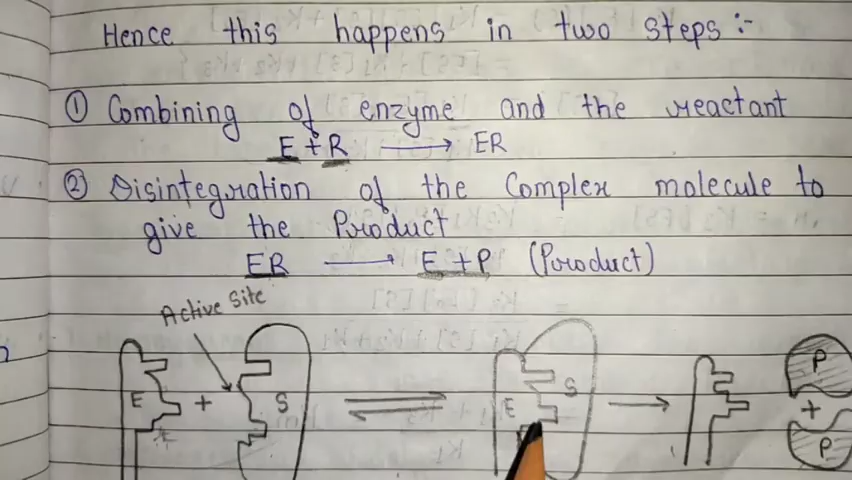 Hence this happens in two steps :-
① Combining of enzyme and the reactant
E + R ⟶ ER
② Disintegration of the Complex molecule to
give the Product
ER ⟶ E + P (Product)
Active Site
E + S ⇌ E S ⟶ P
+
P